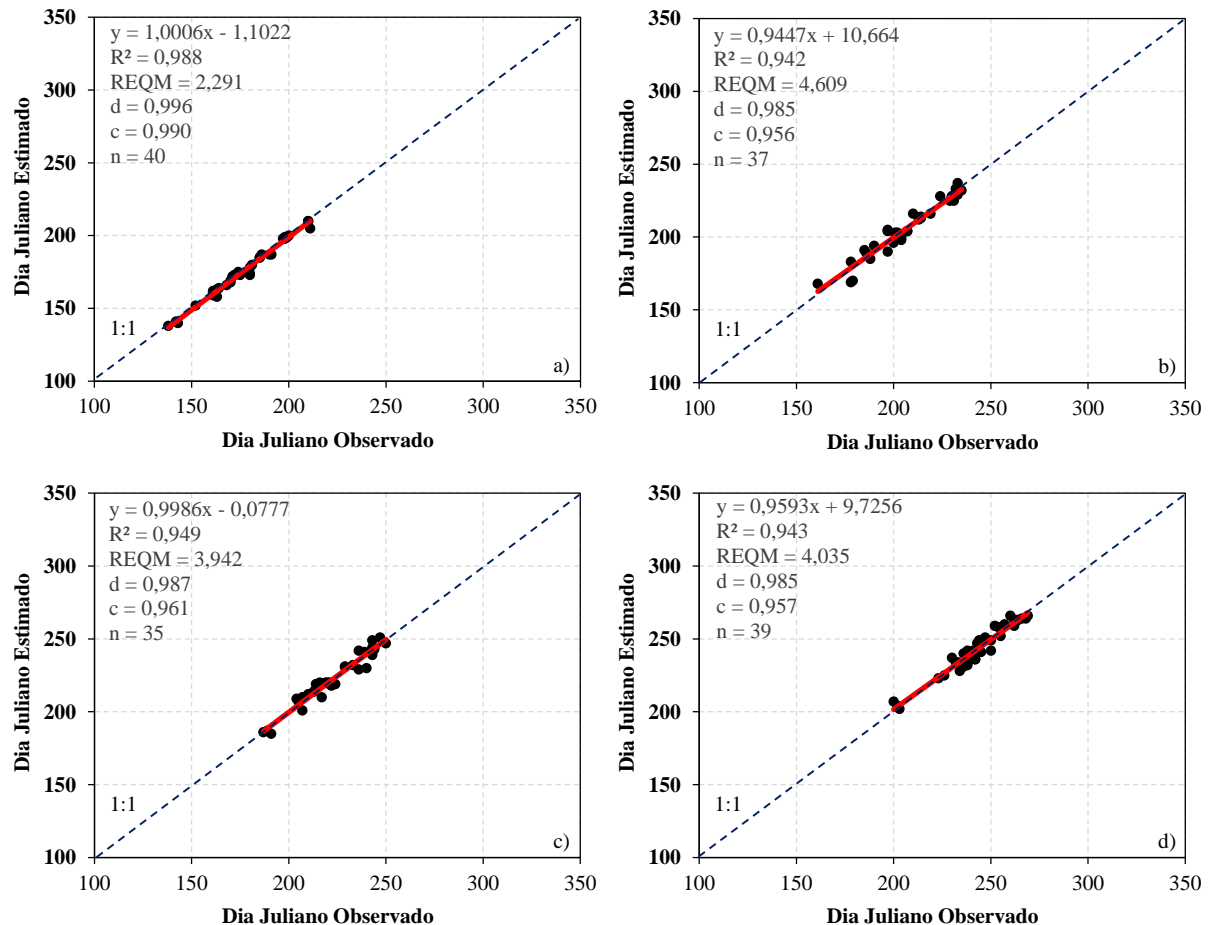 y = 1,0006x - 1,1022
R² = 0,988
REQM = 2,291
d = 0,996
c = 0,990
n = 40
350
300
250
200
150
100
Dia Juliano Estimado
1:1
a)
100 150 200 250 300 350
Dia Juliano Observado
y = 0,9447x + 10,664
R² = 0,942
REQM = 4,609
d = 0,985
c = 0,956
n = 37
350
300
250
200
150
100
Dia Juliano Estimado
1:1
b)
100 150 200 250 300 350
Dia Juliano Observado
y = 0,9986x - 0,0777
R² = 0,949
REQM = 3,942
d = 0,987
c = 0,961
n = 35
350
300
250
200
150
100
Dia Juliano Estimado
1:1
c)
100 150 200 250 300 350
Dia Juliano Observado
y = 0,9593x + 9,7256
R² = 0,943
REQM = 4,035
d = 0,985
c = 0,957
n = 39
350
300
250
200
150
100
Dia Juliano Estimado
1:1
d)
100 150 200 250 300 350
Dia Juliano Observado